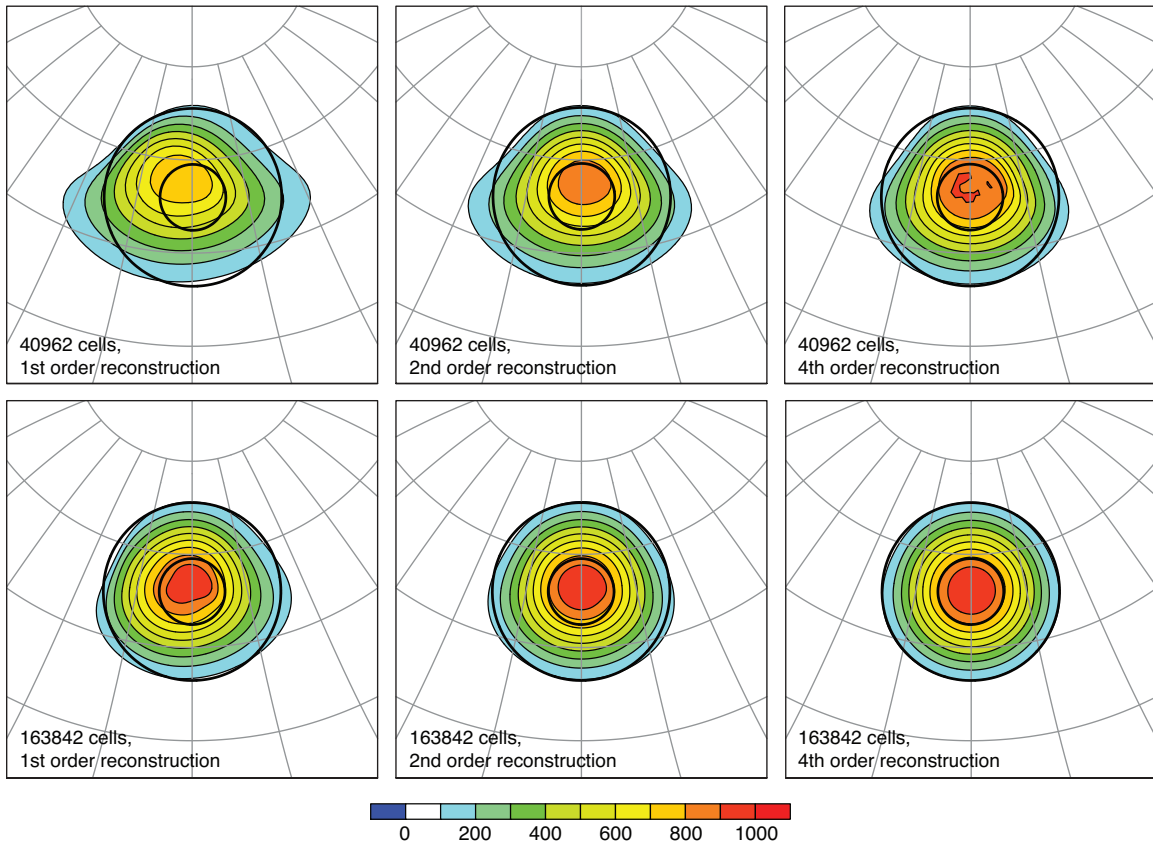 40962 cells,
1st order reconstruction
40962 cells,
2nd order reconstruction
40962 cells,
4th order reconstruction
163842 cells,
1st order reconstruction
163842 cells,
2nd order reconstruction
163842 cells,
4th order reconstruction
0 200 400 600 800 1000